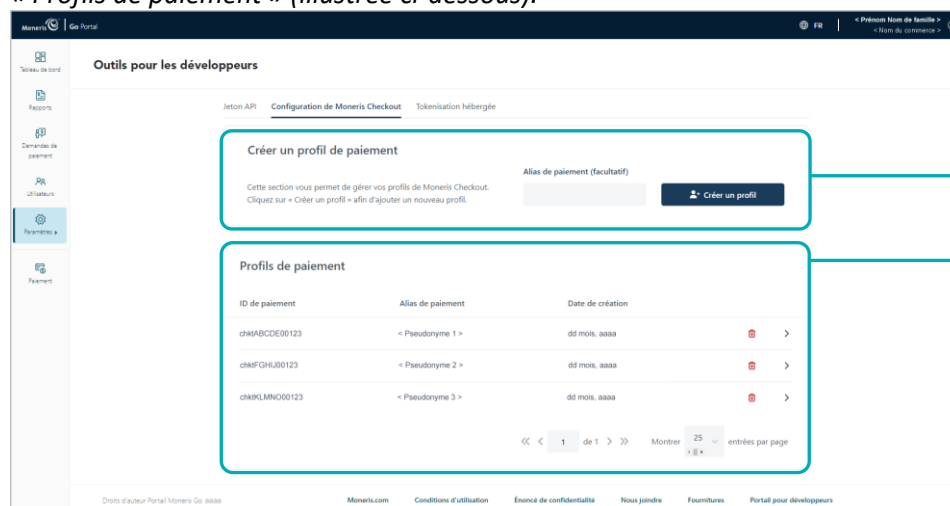 « Profils de paiement » (illustrée ci-dessous).
Moneris Go Portal
FR
< Prénom Nom de famille >
< Nom du commerce >
Tableau de bord
Rapports
Demandes de
paiement
Utilisateurs
Paramètres
Paiement
Outils pour les développeurs
Jeton API Configuration de Moneris Checkout Tokenisation hébergée
Créer un profil de paiement
Alias de paiement (facultatif)
Cette section vous permet de gérer vos profils de Moneris Checkout.
Cliquez sur « Créer un profil » afin d'ajouter un nouveau profil.
Créer un profil
Profils de paiement
ID de paiement Alias de paiement Date de création
chktABCDE00123 < Pseudonyme 1 > dd mois, aaaa
chktFGHIJ00123 < Pseudonyme 2 > dd mois, aaaa
chktKLMNO00123 < Pseudonyme 3 > dd mois, aaaa
1 de 1 Montrer 25 entrées par page
Droits d'auteur Portail Moneris Go aaaa Moneris.com Conditions d'utilisation Énoncé de confidentialité Nous joindre Fournitures Portail pour développeurs